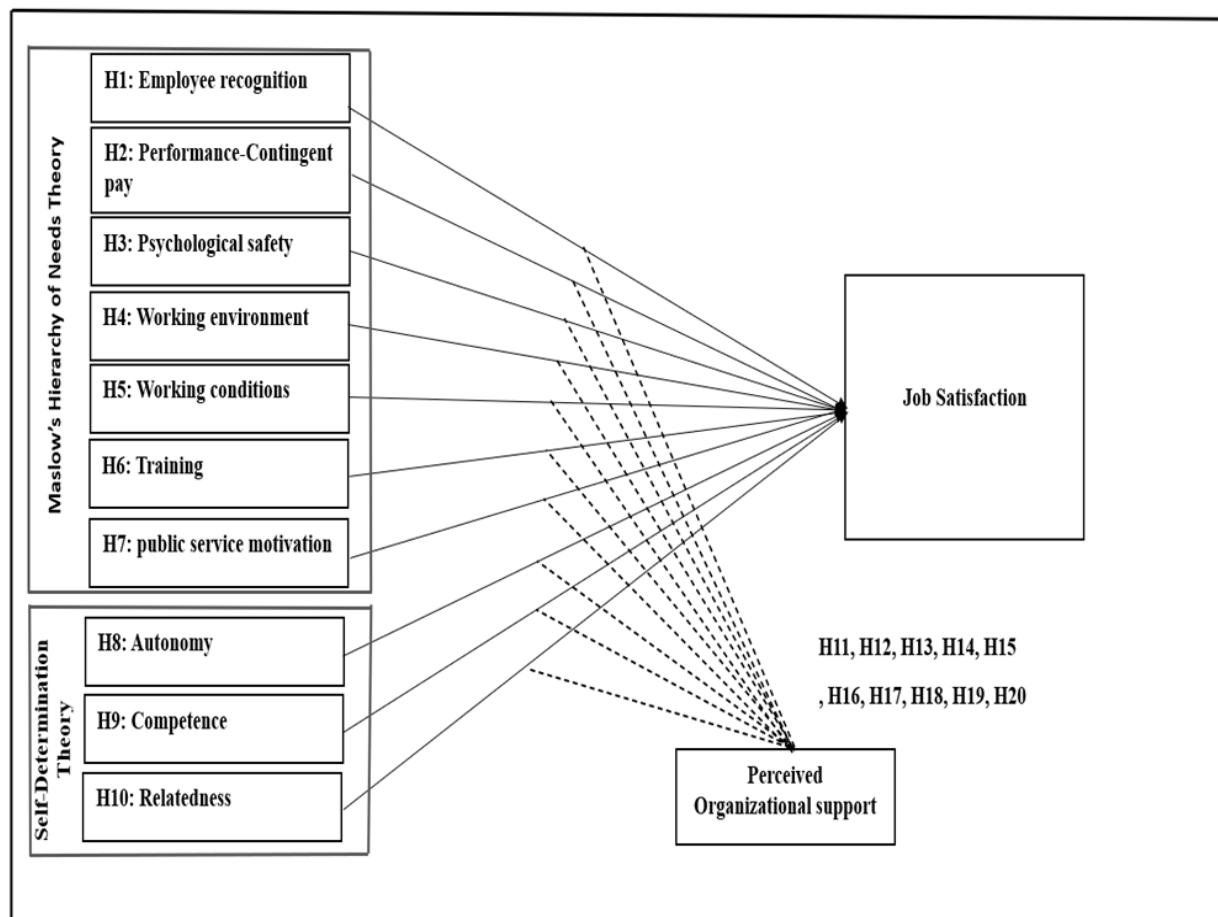 Maslow's Hierarchy of Needs Theory
H1: Employee recognition
H2: Performance-Contingent
pay
H3: Psychological safety
H4: Working environment
H5: Working conditions
H6: Training
H7: public service motivation
Self-Determination
Theory
H8: Autonomy
H9: Competence
H10: Relatedness
Job Satisfaction
H11, H12, H13, H14, H15
, H16, H17, H18, H19, H20
Perceived
Organizational support